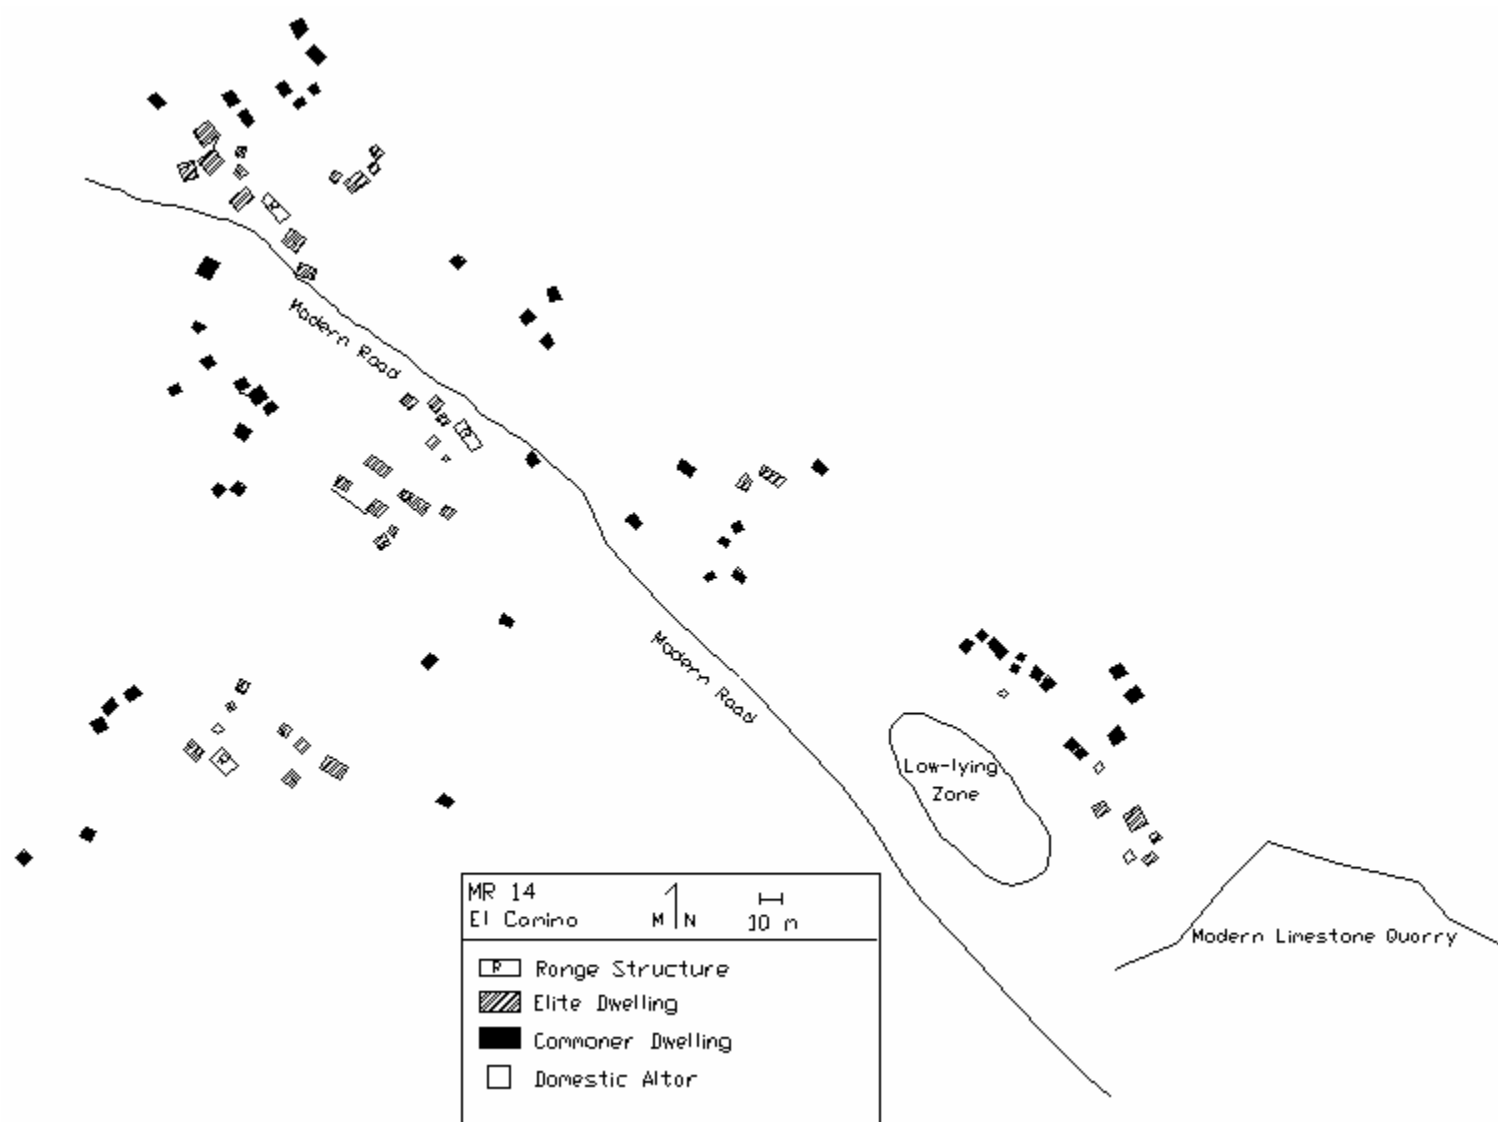 R
Modern Road
R
Modern Road
R
Low-lying
Zone
MR 14
El Camino
M N
10 m
Modern Limestone Quarry
R Range Structure
Elite Dwelling
Commoner Dwelling
Domestic Altar